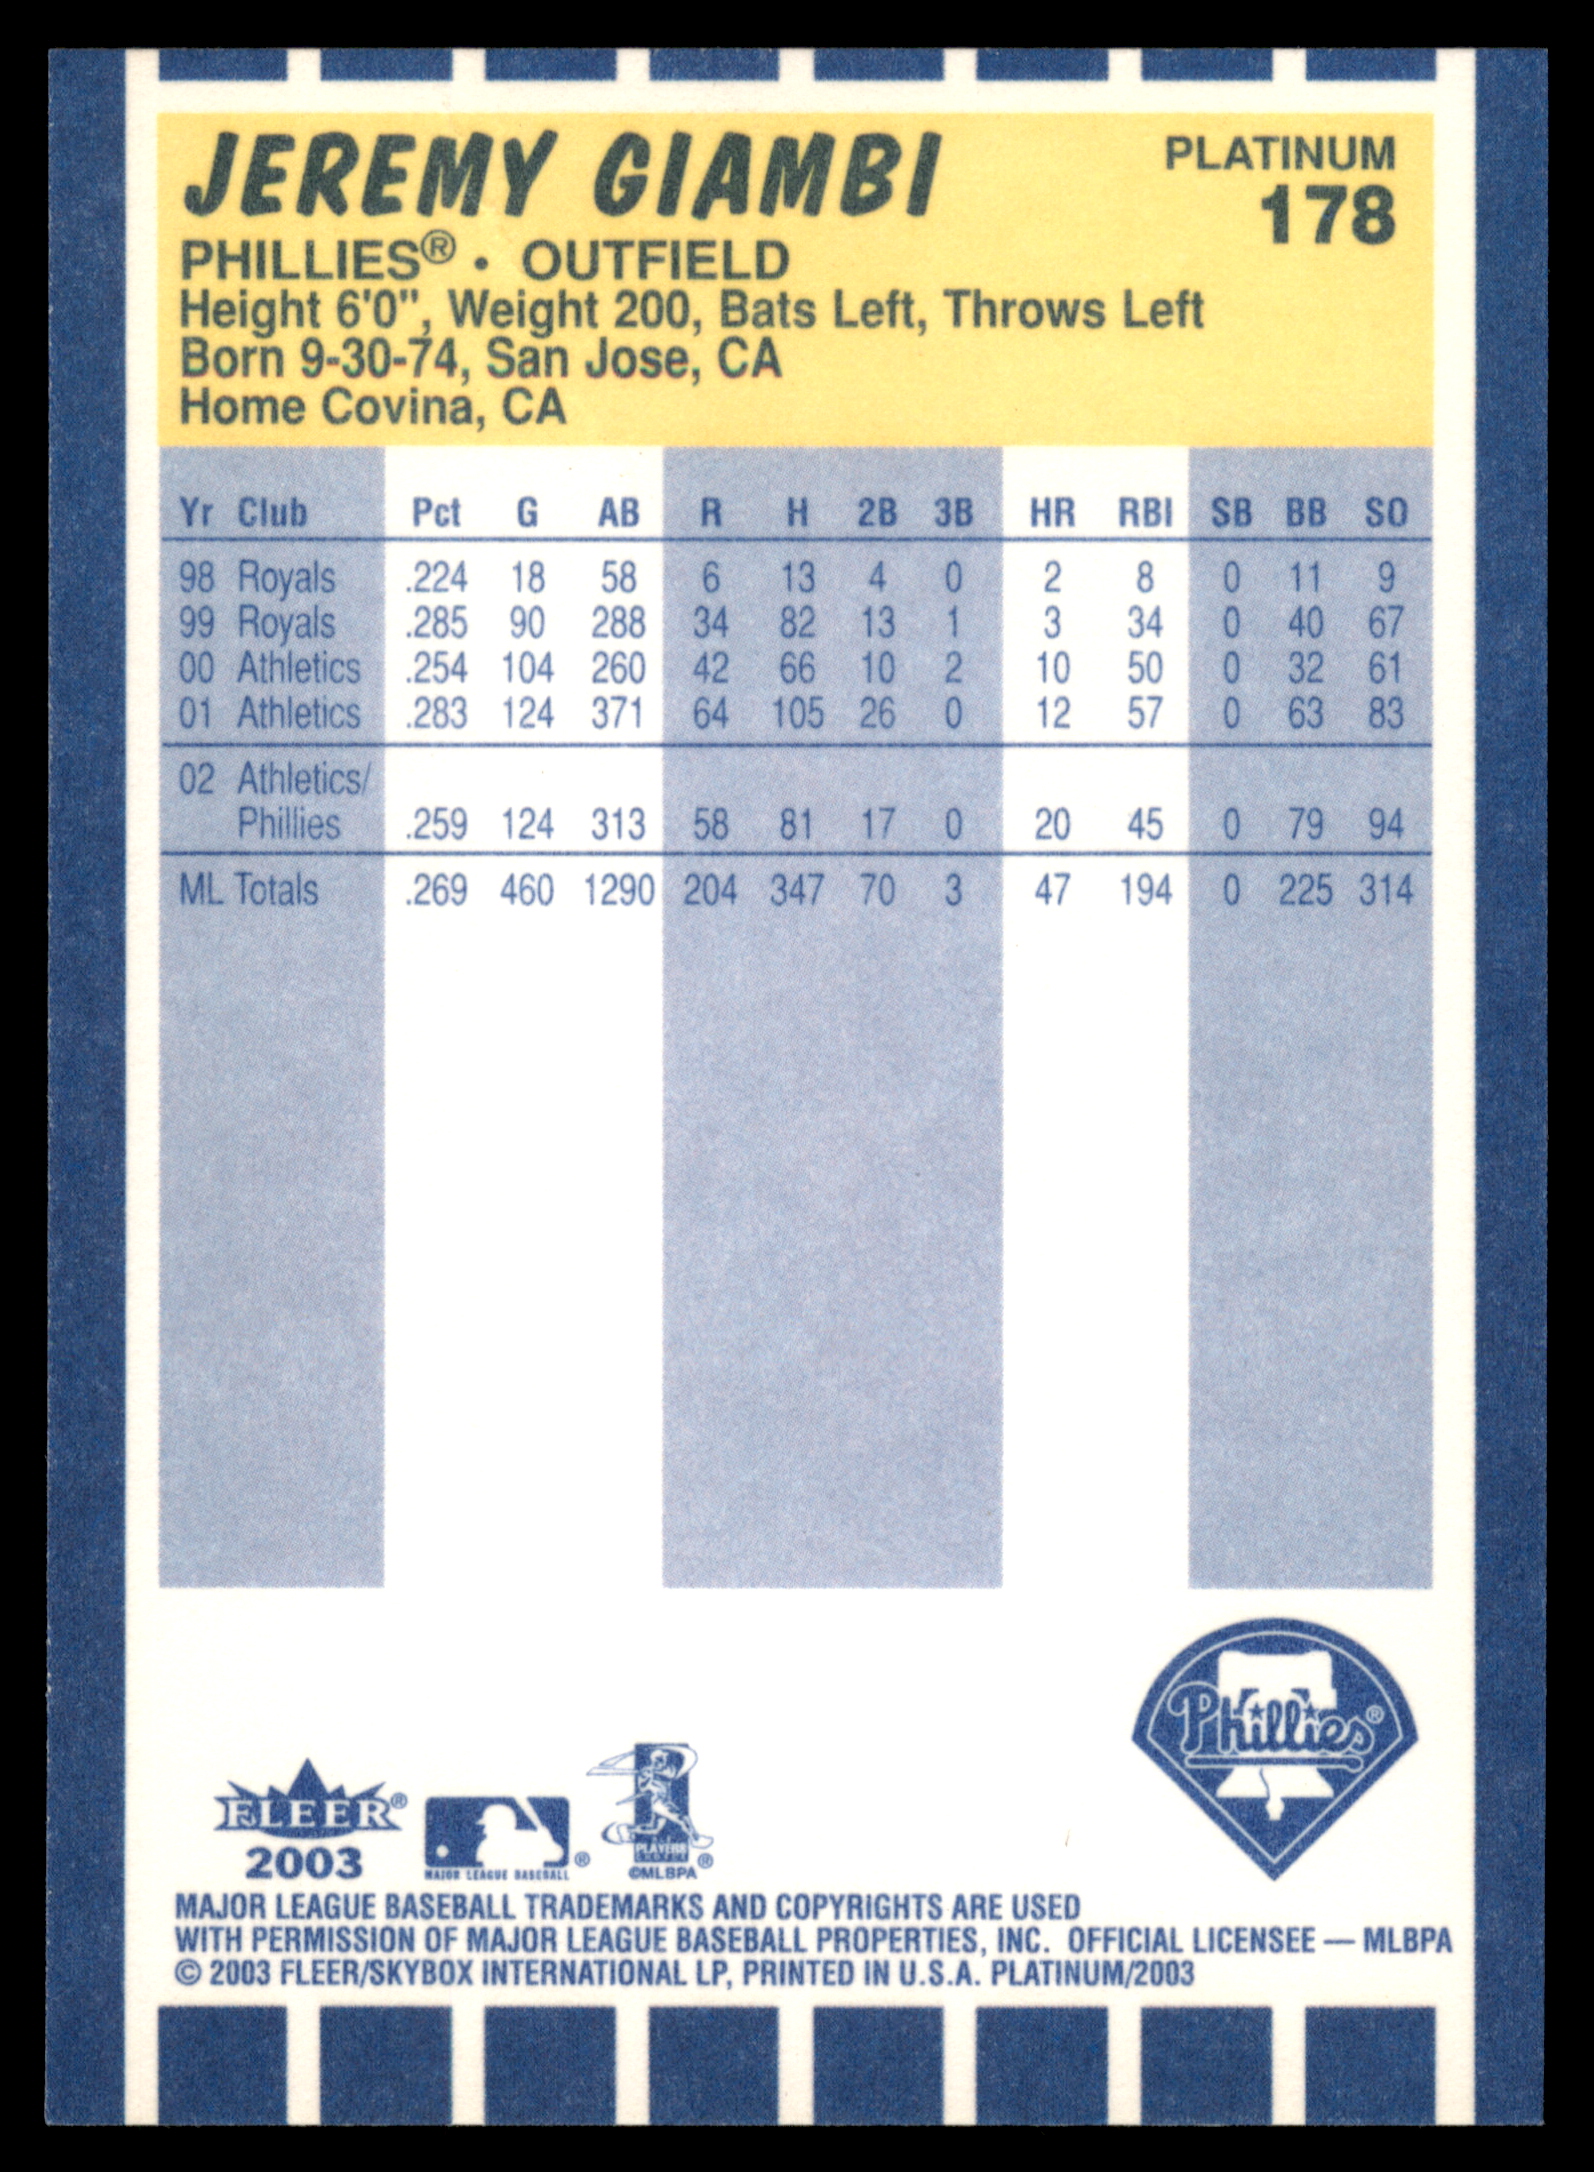 JEREMY GIAMBI
PLATINUM
178
PHILLIES® • OUTFIELD
Height 6'0", Weight 200, Bats Left, Throws Left
Born 9-30-74, San Jose, CA
Home Covina, CA
Yr Club Pct G AB R H 2B 3B HR RBI SB BB SO
98 Royals .224 18 58 6 13 4 0 2 8 0 11 9
99 Royals .285 90 288 34 82 13 1 3 34 0 40 67
00 Athletics .254 104 260 42 66 10 2 10 50 0 32 61
01 Athletics .283 124 371 64 105 26 0 12 57 0 63 83
02 Athletics/
Phillies .259 124 313 58 81 17 0 20 45 0 79 94
ML Totals .269 460 1290 204 347 70 3 47 194 0 225 314
Phillies®
FLEER®
2003
MAJOR LEAGUE BASEBALL®
PLAYERS
©MLBPA®
MAJOR LEAGUE BASEBALL TRADEMARKS AND COPYRIGHTS ARE USED
WITH PERMISSION OF MAJOR LEAGUE BASEBALL PROPERTIES, INC. OFFICIAL LICENSEE — MLBPA
© 2003 FLEER/SKYBOX INTERNATIONAL LP, PRINTED IN U.S.A. PLATINUM/2003